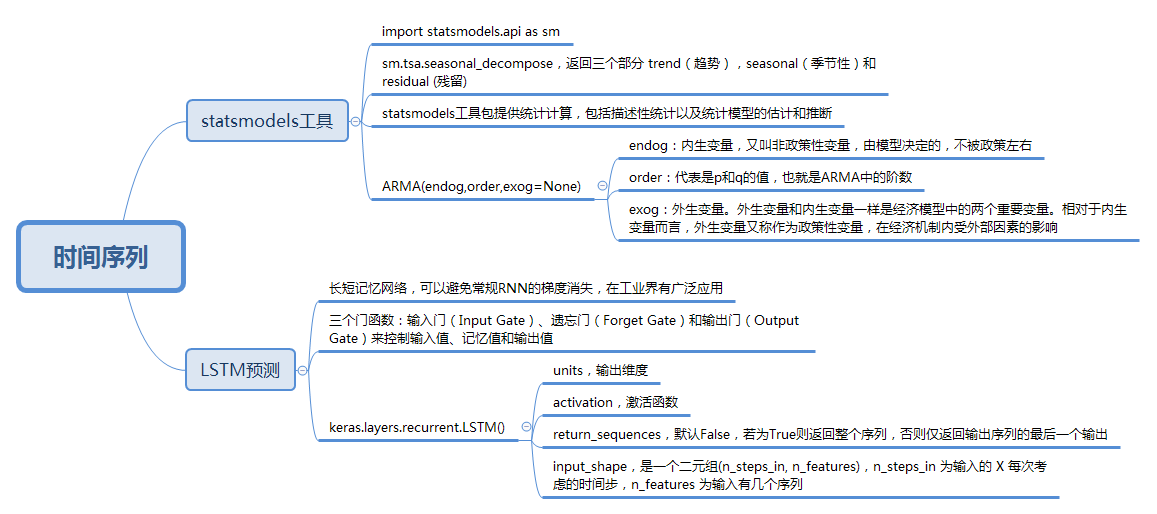 时间序列
statsmodels工具
import statsmodels.api as sm
sm.tsa.seasonal_decompose，返回三个部分 trend（趋势），seasonal（季节性）和
residual (残留)
statsmodels工具包提供统计计算，包括描述性统计以及统计模型的估计和推断
ARMA(endog,order,exog=None)
endog：内生变量，又叫非政策性变量，由模型决定的，不被政策左右
order：代表是p和q的值，也就是ARMA中的阶数
exog：外生变量。外生变量和内生变量一样是经济模型中的两个重要变量。相对于内生
变量而言，外生变量又称作为政策性变量，在经济机制内受外部因素的影响
LSTM预测
长短记忆网络，可以避免常规RNN的梯度消失，在工业界有广泛应用
三个门函数：输入门（Input Gate）、遗忘门（Forget Gate）和输出门（Output
Gate）来控制输入值、记忆值和输出值
keras.layers.recurrent.LSTM()
units，输出维度
activation，激活函数
return_sequences，默认False，若为True则返回整个序列，否则仅返回输出序列的最后一个输出
input_shape，是一个二元组(n_steps_in, n_features)，n_steps_in 为输入的 X 每次考
虑的时间步，n_features 为输入有几个序列